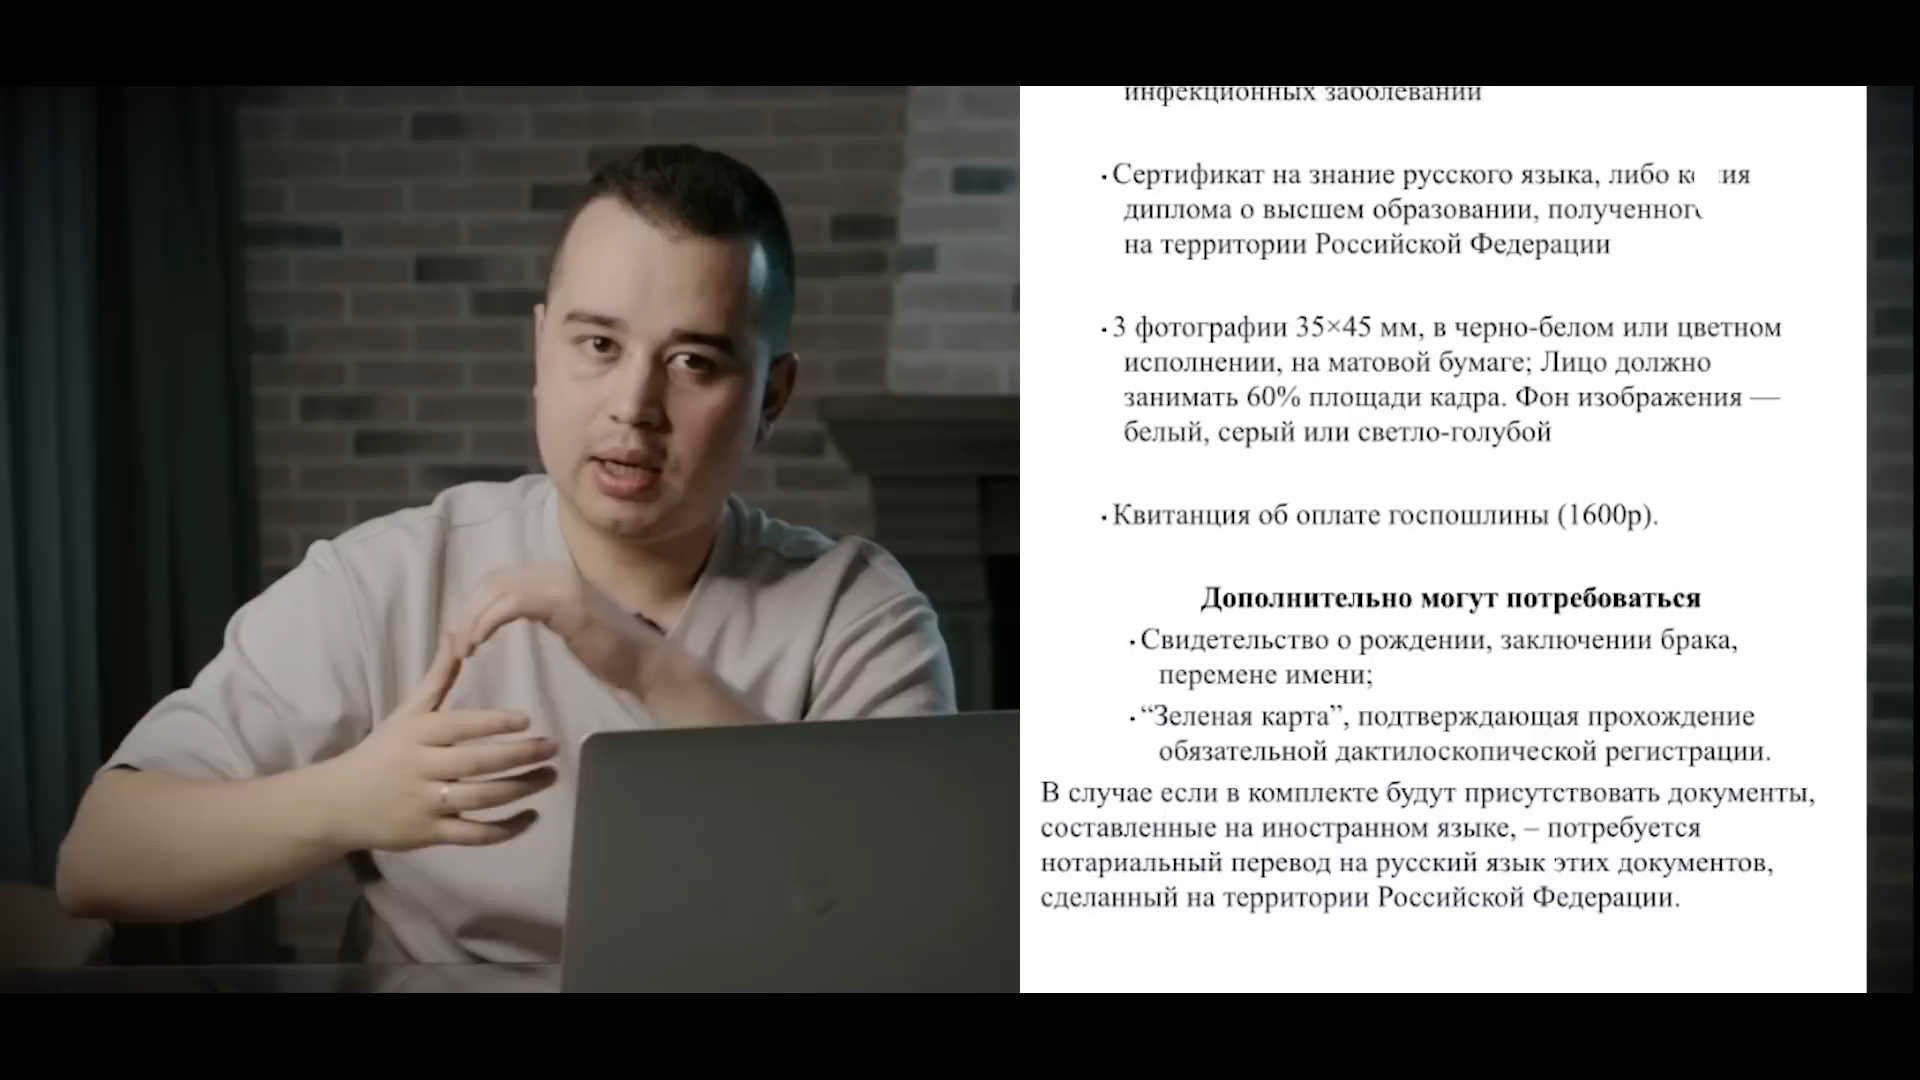 инфекционных заболеваний
· Сертификат на знание русского языка, либо
диплома о высшем образовании, полученног
на территории Российской Федерации
· 3 фотографии 35×45 мм, в черно-белом или цветном
исполнении, на матовой бумаге; Лицо должно
занимать 60% площади кадра. Фон изображения —
белый, серый или светло-голубой
· Квитанция об оплате госпошлины (1600р).
Дополнительно могут потребоваться
· Свидетельство о рождении, заключении брака,
перемене имени;
· “Зеленая карта”, подтверждающая прохождение
обязательной дактилоскопической регистрации.
В случае если в комплекте будут присутствовать документы,
составленные на иностранном языке, – потребуется
нотариальный перевод на русский язык этих документов,
сделанный на территории Российской Федерации.